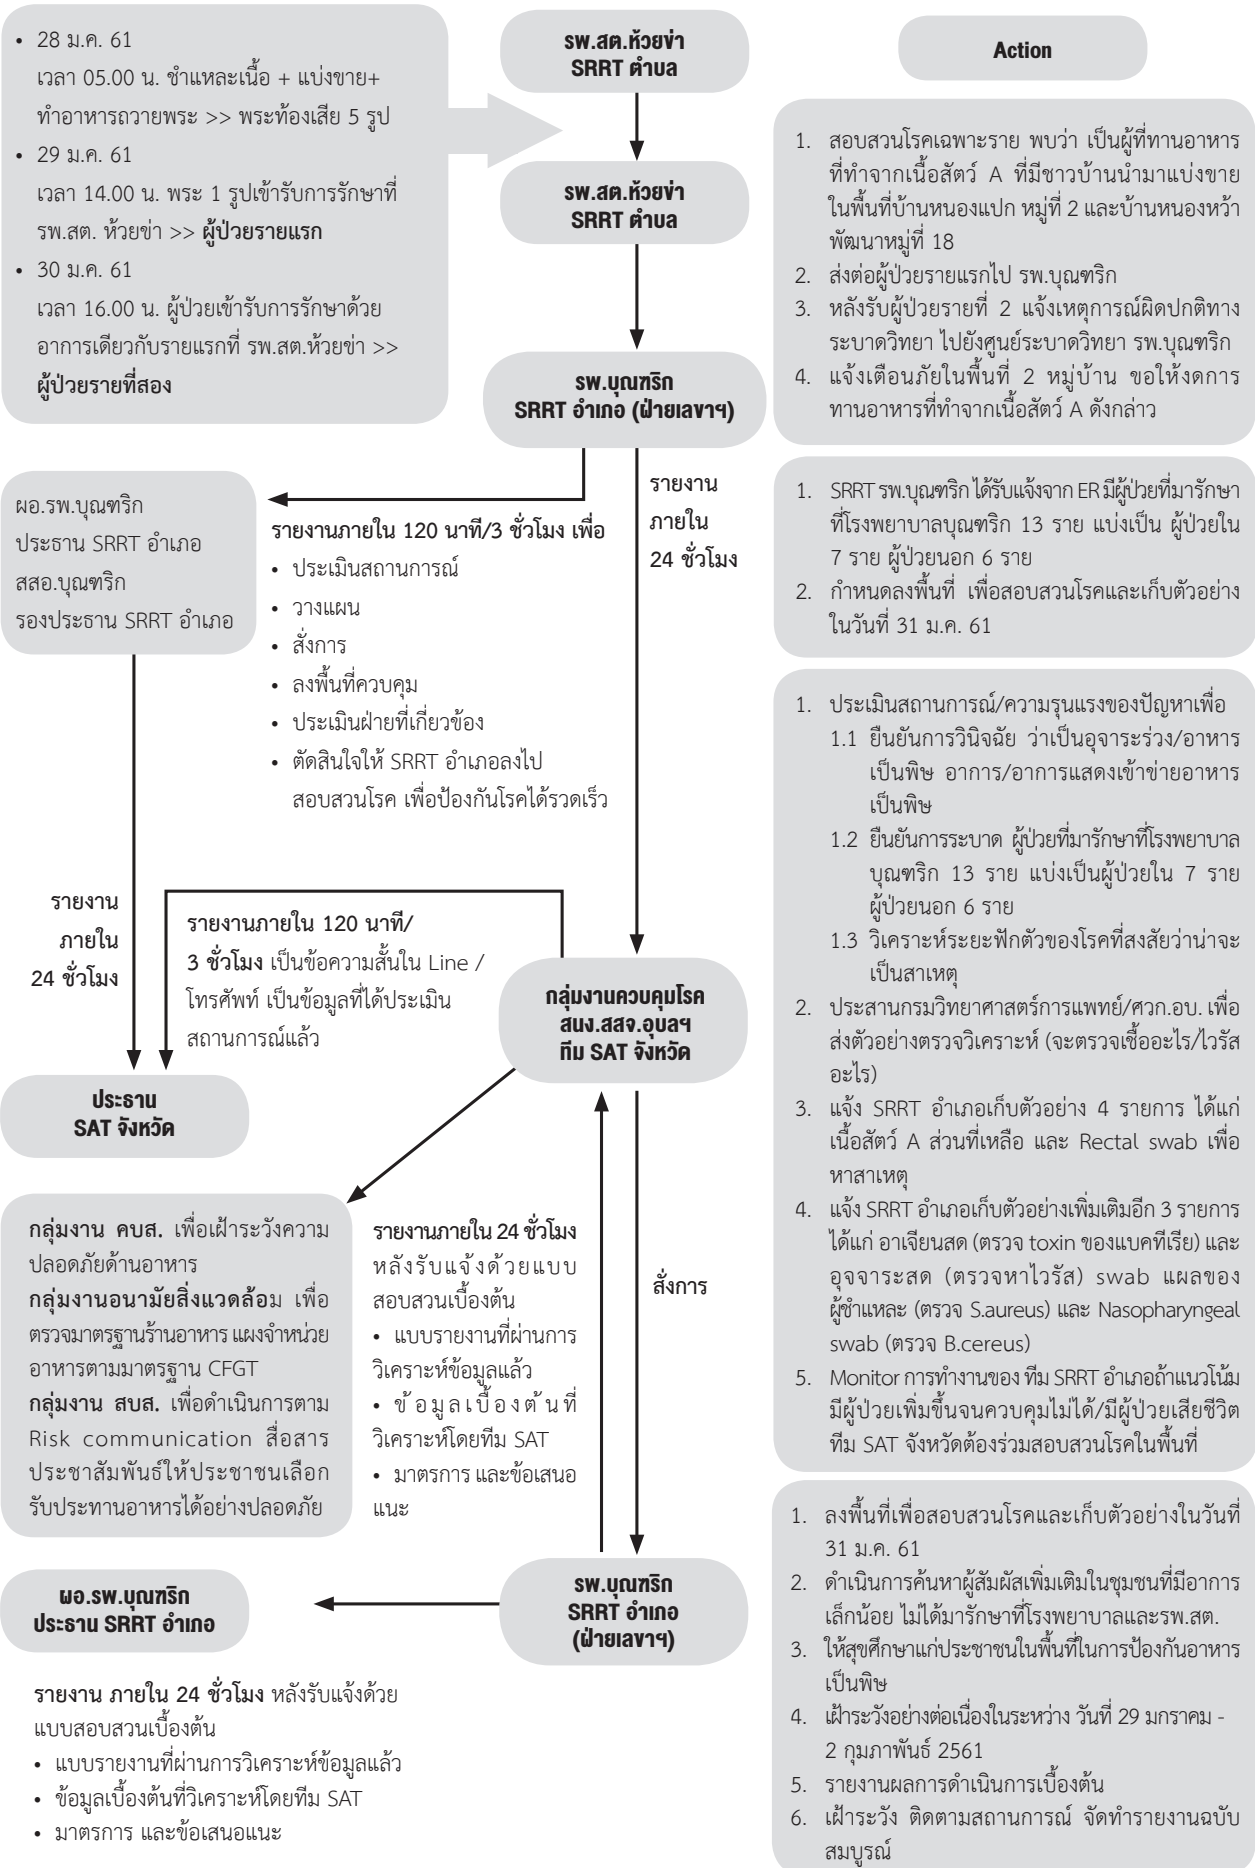 • 28 ม.ค. 61
เวลา 05.00 น. ชำแหละเนื้อ + แบ่งขาย+
ทำอาหารถวายพระ >> พระท้องเสีย 5 รูป
• 29 ม.ค. 61
เวลา 14.00 น. พระ 1 รูปเข้ารับการรักษาที่
รพ.สต. ห้วยข่า >> ผู้ป่วยรายแรก
• 30 ม.ค. 61
เวลา 16.00 น. ผู้ป่วยเข้ารับการรักษาด้วย
อาการเดียวกับรายแรกที่ รพ.สต.ห้วยข่า >>
ผู้ป่วยรายที่สอง
รพ.สต.ห้วยข่า
SRRT ตำบล
รพ.สต.ห้วยข่า
SRRT ตำบล
รพ.บุณฑริก
SRRT อำเภอ (ฝ่ายเลขาฯ)
Action
1. สอบสวนโรคเฉพาะราย พบว่า เป็นผู้ที่ทานอาหาร
ที่ทำจากเนื้อสัตว์ A ที่มีชาวบ้านนำมาแบ่งขาย
ในพื้นที่บ้านหนองแปก หมู่ที่ 2 และบ้านหนองหว้า
พัฒนาหมู่ที่ 18
2. ส่งต่อผู้ป่วยรายแรกไป รพ.บุณฑริก
3. หลังรับผู้ป่วยรายที่ 2 แจ้งเหตุการณ์ผิดปกติทาง
ระบาดวิทยา ไปยังศูนย์ระบาดวิทยา รพ.บุณฑริก
4. แจ้งเตือนภัยในพื้นที่ 2 หมู่บ้าน ขอให้งดการ
ทานอาหารที่ทำจากเนื้อสัตว์ A ดังกล่าว
ผอ.รพ.บุณฑริก
ประธาน SRRT อำเภอ
สสอ.บุณฑริก
รองประธาน SRRT อำเภอ
รายงานภายใน 120 นาที/3 ชั่วโมง เพื่อ
• ประเมินสถานการณ์
• วางแผน
• สั่งการ
• ลงพื้นที่ควบคุม
• ประเมินฝ่ายที่เกี่ยวข้อง
• ตัดสินใจให้ SRRT อำเภอลงไป
สอบสวนโรค เพื่อป้องกันโรคได้รวดเร็ว
รายงาน
ภายใน
24 ชั่วโมง
1. SRRT รพ.บุณฑริก ได้รับแจ้งจาก ER มีผู้ป่วยที่มารักษา
ที่โรงพยาบาลบุณฑริก 13 ราย แบ่งเป็น ผู้ป่วยใน
7 ราย ผู้ป่วยนอก 6 ราย
2. กำหนดลงพื้นที่ เพื่อสอบสวนโรคและเก็บตัวอย่าง
ในวันที่ 31 ม.ค. 61
รายงาน
ภายใน
24 ชั่วโมง
รายงานภายใน 120 นาที/
3 ชั่วโมง เป็นข้อความสั้นใน Line /
โทรศัพท์ เป็นข้อมูลที่ได้ประเมิน
สถานการณ์แล้ว
กลุ่มงานควบคุมโรค
สนง.สสจ.อุบลฯ
ทีม SAT จังหวัด
ประธาน
SAT จังหวัด
1. ประเมินสถานการณ์/ความรุนแรงของปัญหาเพื่อ
1.1 ยืนยันการวินิจฉัย ว่าเป็นอุจาระร่วง/อาหาร
เป็นพิษ อาการ/อาการแสดงเข้าข่ายอาหาร
เป็นพิษ
1.2 ยืนยันการระบาด ผู้ป่วยที่มารักษาที่โรงพยาบาล
บุณฑริก 13 ราย แบ่งเป็นผู้ป่วยใน 7 ราย
ผู้ป่วยนอก 6 ราย
1.3 วิเคราะห์ระยะฟักตัวของโรคที่สงสัยว่าน่าจะ
เป็นสาเหตุ
2. ประสานกรมวิทยาศาสตร์การแพทย์/ศวก.อบ. เพื่อ
ส่งตัวอย่างตรวจวิเคราะห์ (จะตรวจเชื้ออะไร/ไวรัส
อะไร)
3. แจ้ง SRRT อำเภอเก็บตัวอย่าง 4 รายการ ได้แก่
เนื้อสัตว์ A ส่วนที่เหลือ และ Rectal swab เพื่อ
หาสาเหตุ
4. แจ้ง SRRT อำเภอเก็บตัวอย่างเพิ่มเติมอีก 3 รายการ
ได้แก่ อาเจียนสด (ตรวจ toxin ของแบคทีเรีย) และ
อุจจาระสด (ตรวจหาไวรัส) swab แผลของ
ผู้ชำแหละ (ตรวจ S.aureus) และ Nasopharyngeal
swab (ตรวจ B.cereus)
5. Monitor การทำงานของ ทีม SRRT อำเภอถ้าแนวโน้ม
มีผู้ป่วยเพิ่มขึ้นจนควบคุมไม่ได้/มีผู้ป่วยเสียชีวิต
ทีม SAT จังหวัดต้องร่วมสอบสวนโรคในพื้นที่
กลุ่มงาน คบส. เพื่อเฝ้าระวังความ
ปลอดภัยด้านอาหาร
กลุ่มงานอนามัยสิ่งแวดล้อม เพื่อ
ตรวจมาตรฐานร้านอาหาร แผงจำหน่วย
อาหารตามมาตรฐาน CFGT
กลุ่มงาน สบส. เพื่อดำเนินการตาม
Risk communication สื่อสาร
ประชาสัมพันธ์ให้ประชาชนเลือก
รับประทานอาหารได้อย่างปลอดภัย
รายงานภายใน 24 ชั่วโมง
หลังรับแจ้งด้วยแบบ
สอบสวนเบื้องต้น
• แบบรายงานที่ผ่านการ
วิเคราะห์ข้อมูลแล้ว
• ข้อมูลเบื้องต้นที่
วิเคราะห์โดยทีม SAT
• มาตรการ และข้อเสนอ
แนะ
สั่งการ
ผอ.รพ.บุณฑริก
ประธาน SRRT อำเภอ
รพ.บุณฑริก
SRRT อำเภอ
(ฝ่ายเลขาฯ)
รายงาน ภายใน 24 ชั่วโมง หลังรับแจ้งด้วย
แบบสอบสวนเบื้องต้น
• แบบรายงานที่ผ่านการวิเคราะห์ข้อมูลแล้ว
• ข้อมูลเบื้องต้นที่วิเคราะห์โดยทีม SAT
• มาตรการ และข้อเสนอแนะ
1. ลงพื้นที่เพื่อสอบสวนโรคและเก็บตัวอย่างในวันที่
31 ม.ค. 61
2. ดำเนินการค้นหาผู้สัมผัสเพิ่มเติมในชุมชนที่มีอาการ
เล็กน้อย ไม่ได้มารักษาที่โรงพยาบาลและรพ.สต.
3. ให้สุขศึกษาแก่ประชาชนในพื้นที่ในการป้องกันอาหาร
เป็นพิษ
4. เฝ้าระวังอย่างต่อเนื่องในระหว่าง วันที่ 29 มกราคม -
2 กุมภาพันธ์ 2561
5. รายงานผลการดำเนินการเบื้องต้น
6. เฝ้าระวัง ติดตามสถานการณ์ จัดทำรายงานฉบับ
สมบูรณ์